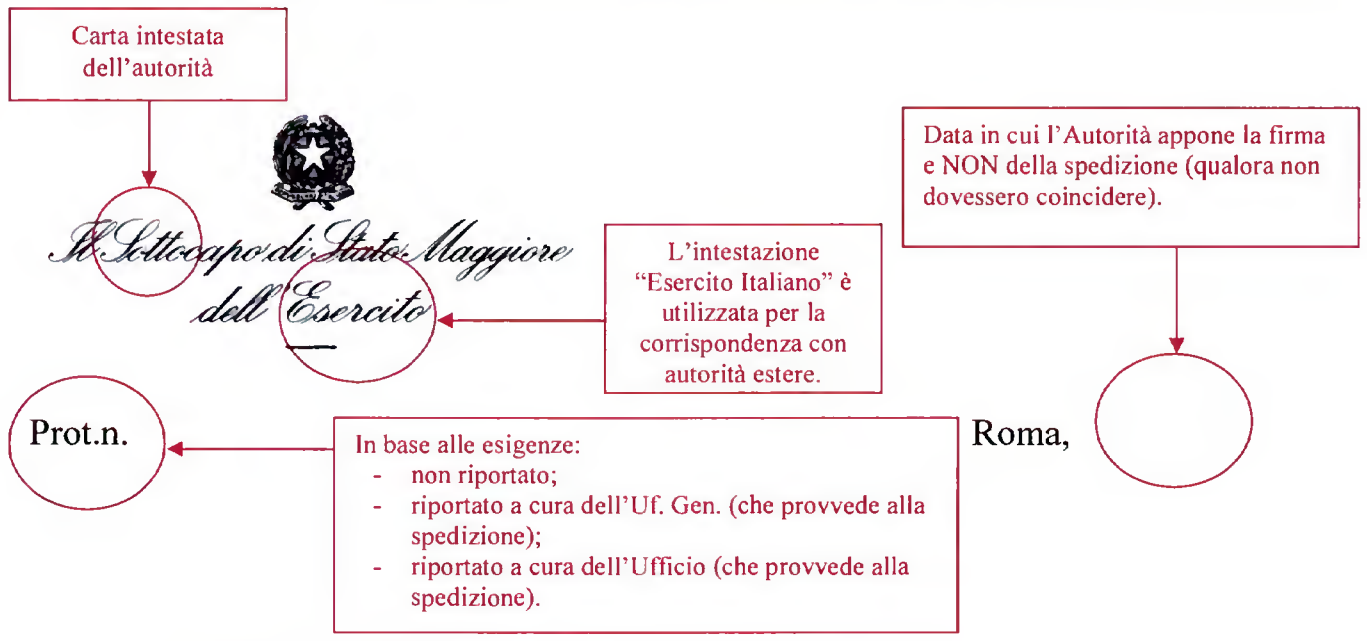 Carta intestata
dell'autorità
Il Sottocapo di Stato Maggiore
dell'Esercito
Data in cui l'Autorità appone la firma
e NON della spedizione (qualora non
dovessero coincidere).
L'intestazione
“Esercito Italiano” è
utilizzata per la
corrispondenza con
autorità estere.
Prot.n.
In base alle esigenze:
- non riportato;
- riportato a cura dell'Uf. Gen. (che provvede alla
spedizione);
- riportato a cura dell'Ufficio (che provvede alla
spedizione).
Roma,